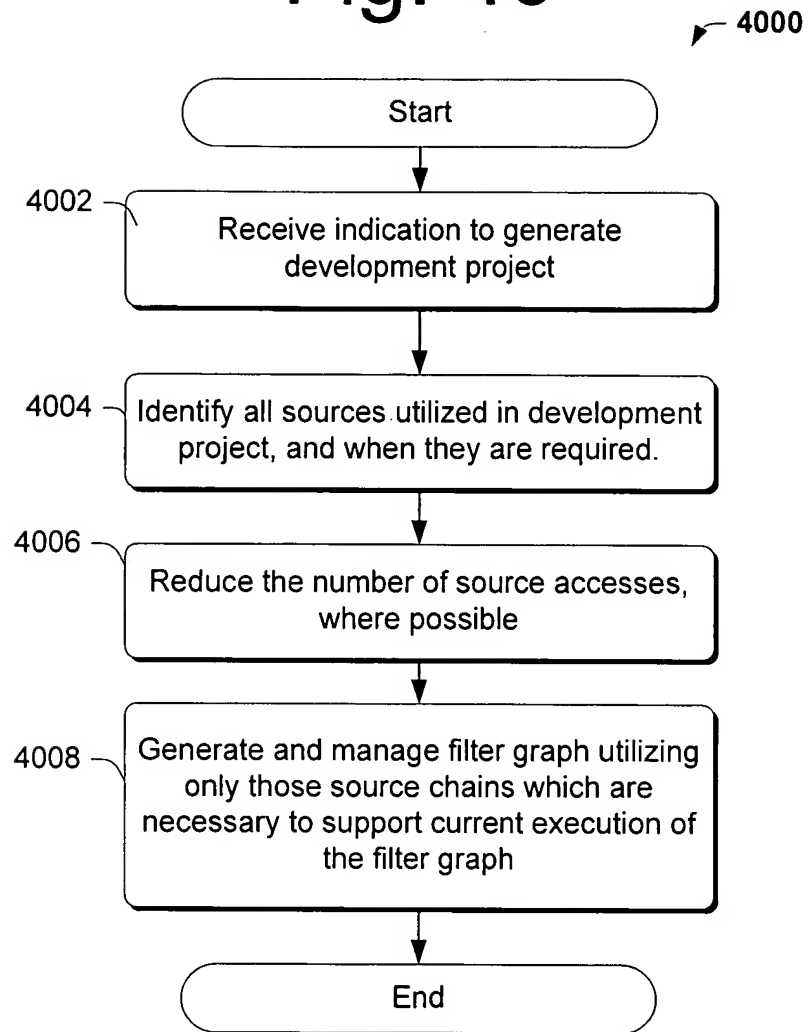 4000
Start
4002
Receive indication to generate
development project
4004
Identify all sources utilized in development
project, and when they are required.
4006
Reduce the number of source accesses,
where possible
4008
Generate and manage filter graph utilizing
only those source chains which are
necessary to support current execution of
the filter graph
End